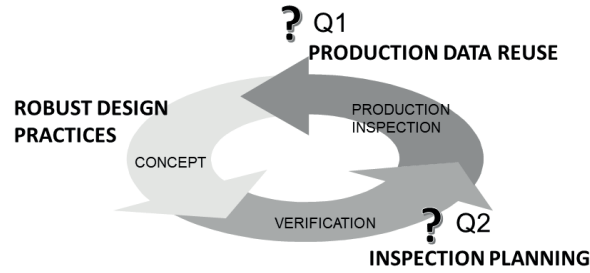 ? Q1
PRODUCTION DATA REUSE
ROBUST DESIGN
PRACTICES
PRODUCTION
INSPECTION
CONCEPT
VERIFICATION
? Q2
INSPECTION PLANNING